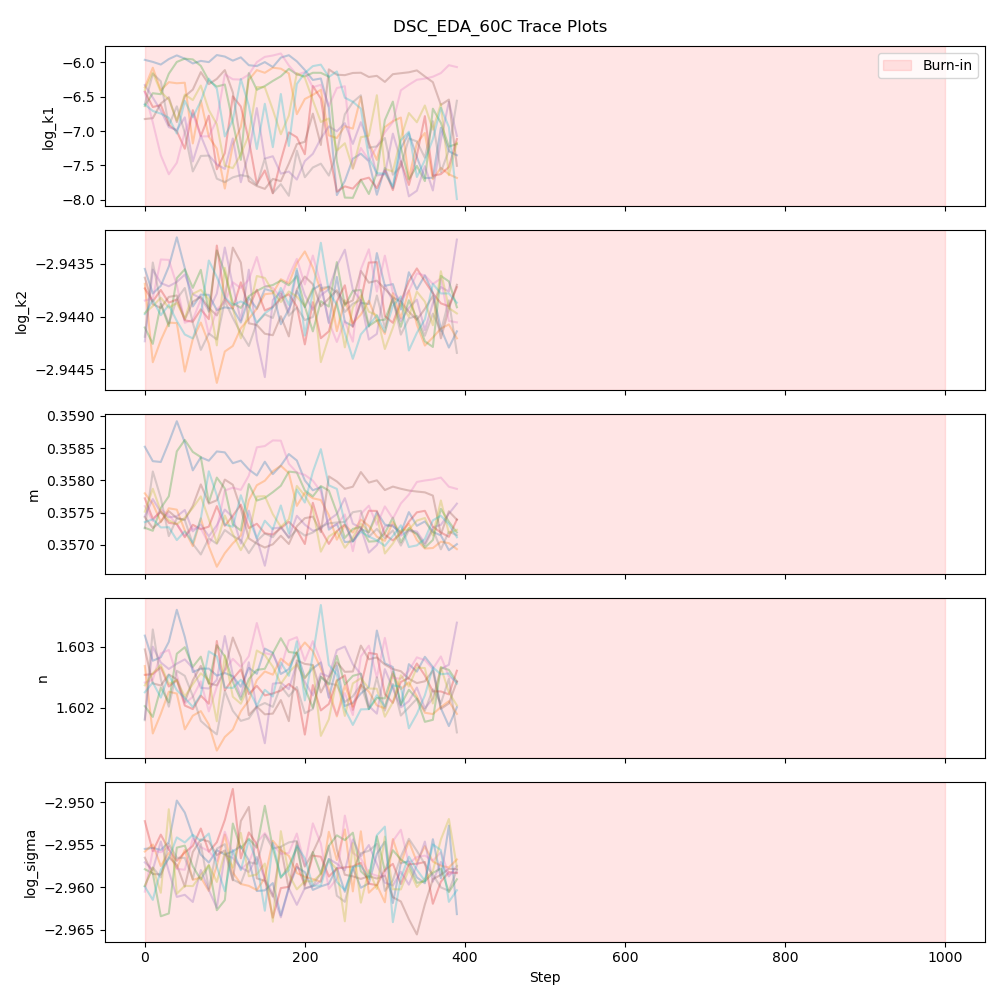 DSC_EDA_60C Trace Plots
Burn-in
log_k1
−6.0
−6.5
−7.0
−7.5
−8.0
log_k2
−2.9435
−2.9440
−2.9445
m
0.3590
0.3585
0.3580
0.3575
0.3570
n
1.603
1.602
log_sigma
−2.950
−2.955
−2.960
−2.965
0 200 400 600 800 1000
Step